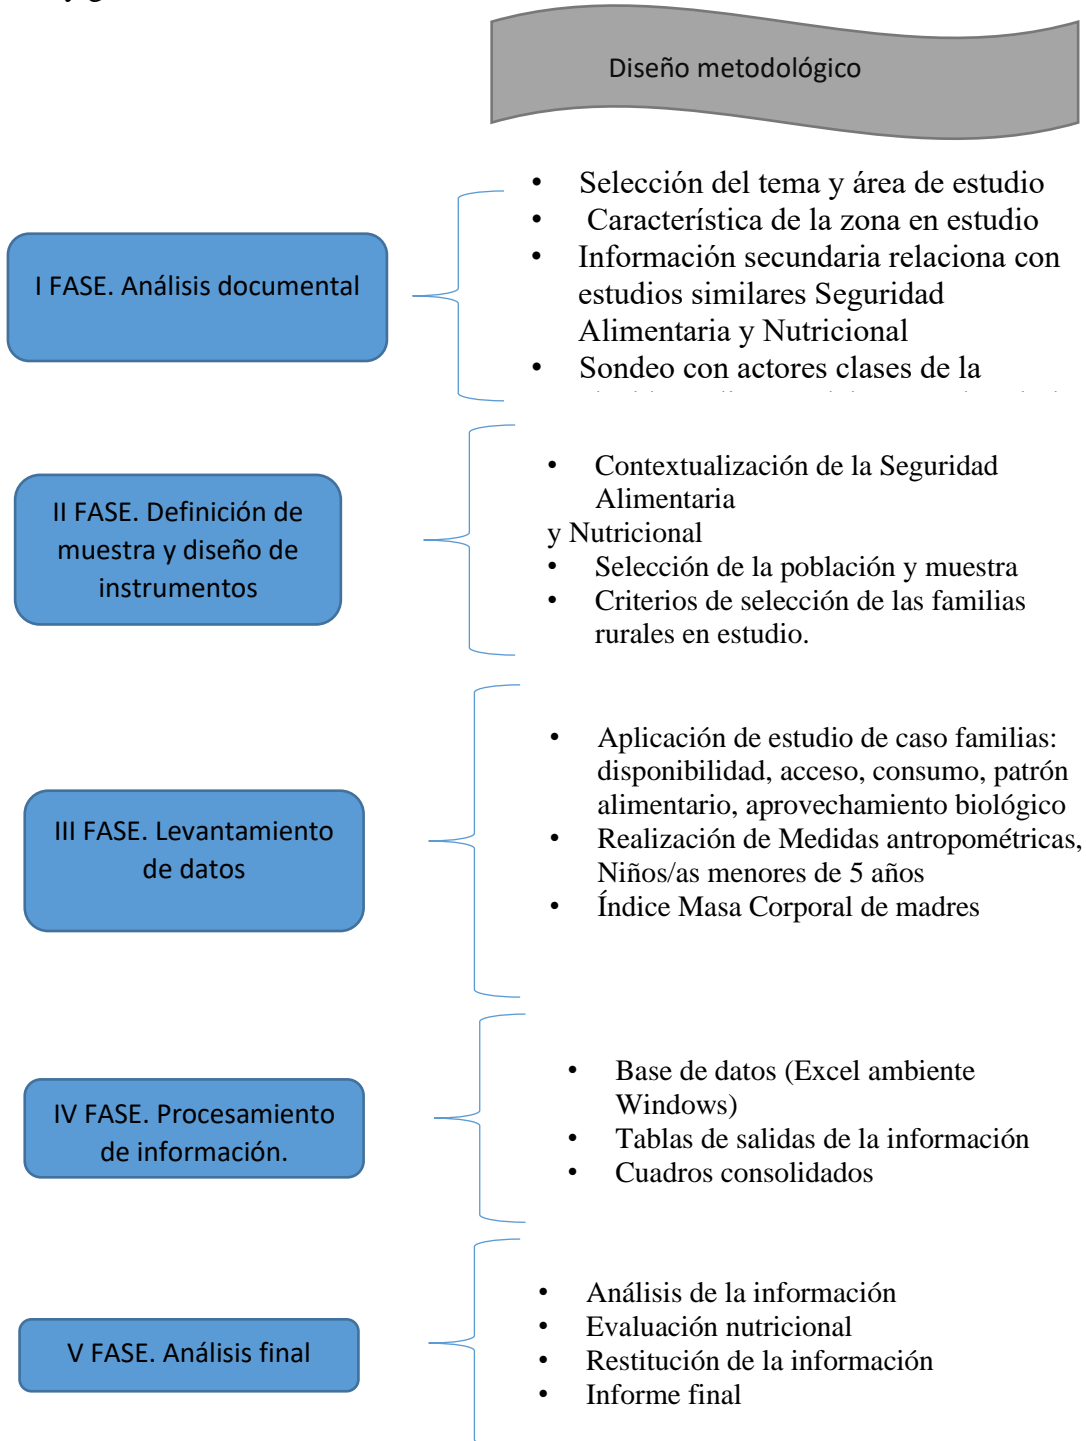 Diseño metodológico
• Selección del tema y área de estudio
• Característica de la zona en estudio
I FASE. Análisis documental
• Información secundaria relaciona con
estudios similares Seguridad
Alimentaria y Nutricional
• Sondeo con actores clases de la
II FASE. Definición de
muestra y diseño de
instrumentos
• Contextualización de la Seguridad
Alimentaria
y Nutricional
• Selección de la población y muestra
• Criterios de selección de las familias
rurales en estudio.
III FASE. Levantamiento
de datos
• Aplicación de estudio de caso familias:
disponibilidad, acceso, consumo, patrón
alimentario, aprovechamiento biológico
• Realización de Medidas antropométricas,
Niños/as menores de 5 años
• Índice Masa Corporal de madres
IV FASE. Procesamiento
de información.
• Base de datos (Excel ambiente
Windows)
• Tablas de salidas de la información
• Cuadros consolidados
V FASE. Análisis final
• Análisis de la información
• Evaluación nutricional
• Restitución de la información
• Informe final